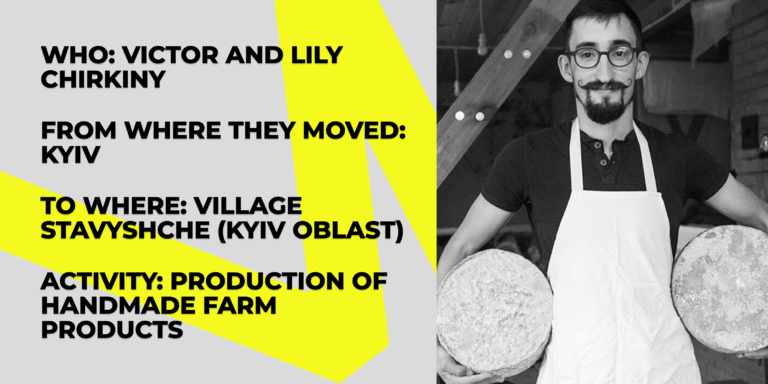 WHO: VICTOR AND LILY
CHIRKINY
FROM WHERE THEY MOVED:
KYIV
TO WHERE: VILLAGE
STAVYSHCHE (KYIV OBLAST)
ACTIVITY: PRODUCTION OF
HANDMADE FARM
PRODUCTS